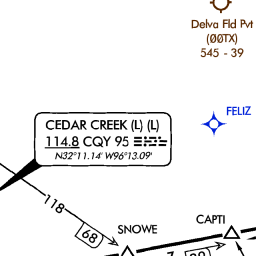 Delva Fld Pvt
(ØØTX)
545 - 39
FELIZ
CEDAR CREEK (L) (L)
114.8 CQY 95
N32°11.14' W96°13.09'
118
68
SNOWE
CAPTI